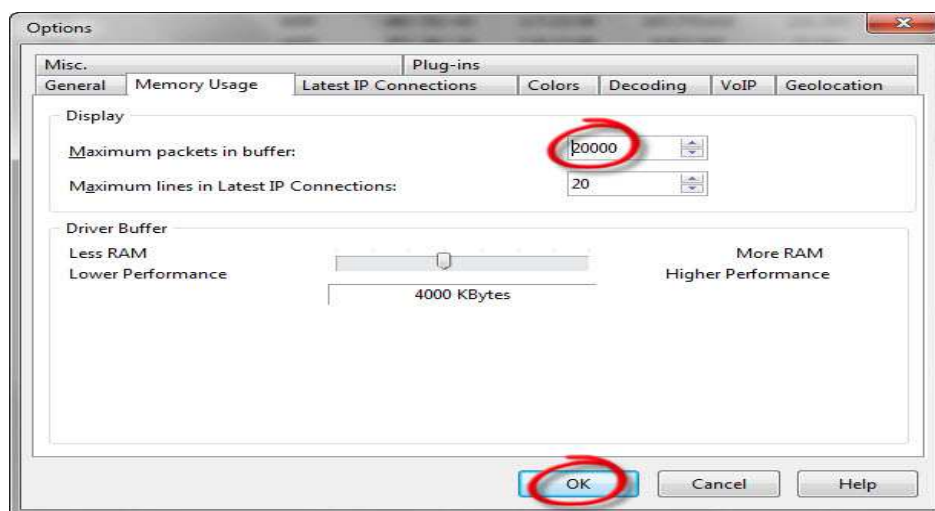 Options
Misc. Plug-ins
General Memory Usage Latest IP Connections Colors Decoding VoIP Geolocation
Display
Maximum packets in buffer: 20000
Maximum lines in Latest IP Connections: 20
Driver Buffer
Less RAM More RAM
Lower Performance Higher Performance
4000 KBytes
OK Cancel Help